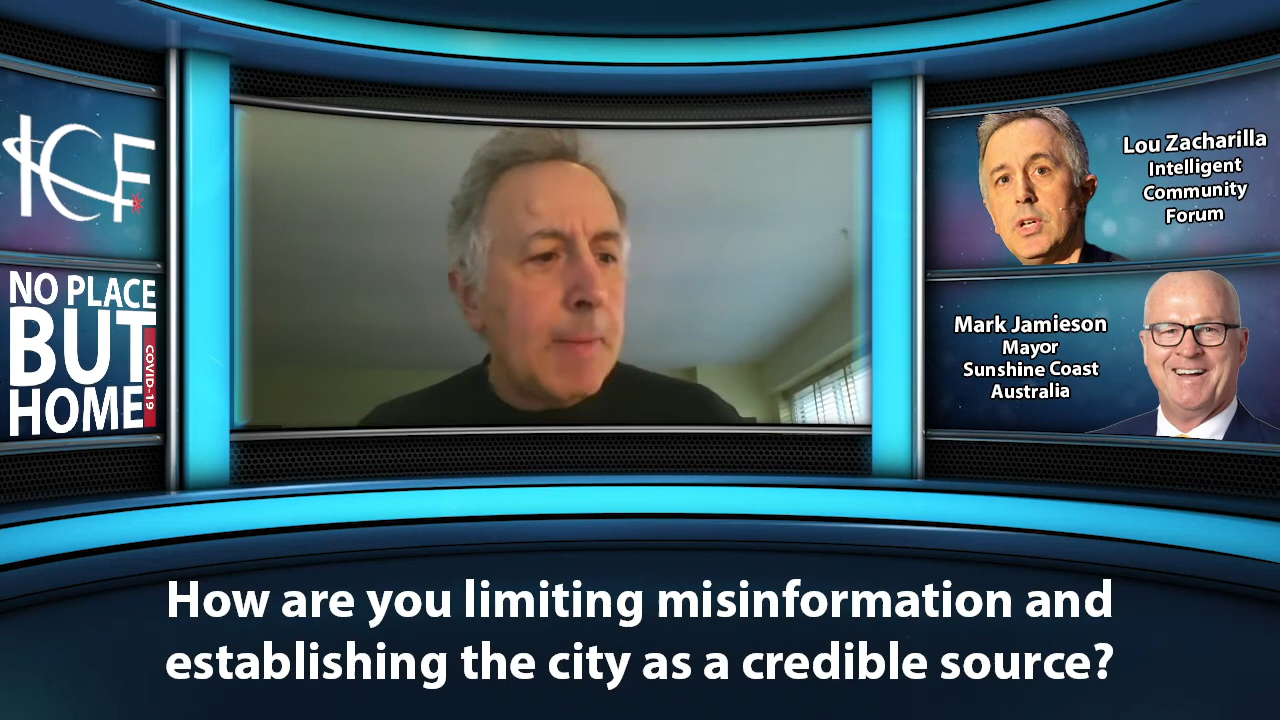 ICF
NO PLACE
BUT
HOME
COVID-19
Lou Zacharilla
Intelligent
Community
Forum
Mark Jamieson
Mayor
Sunshine Coast
Australia
How are you limiting misinformation and
establishing the city as a credible source?